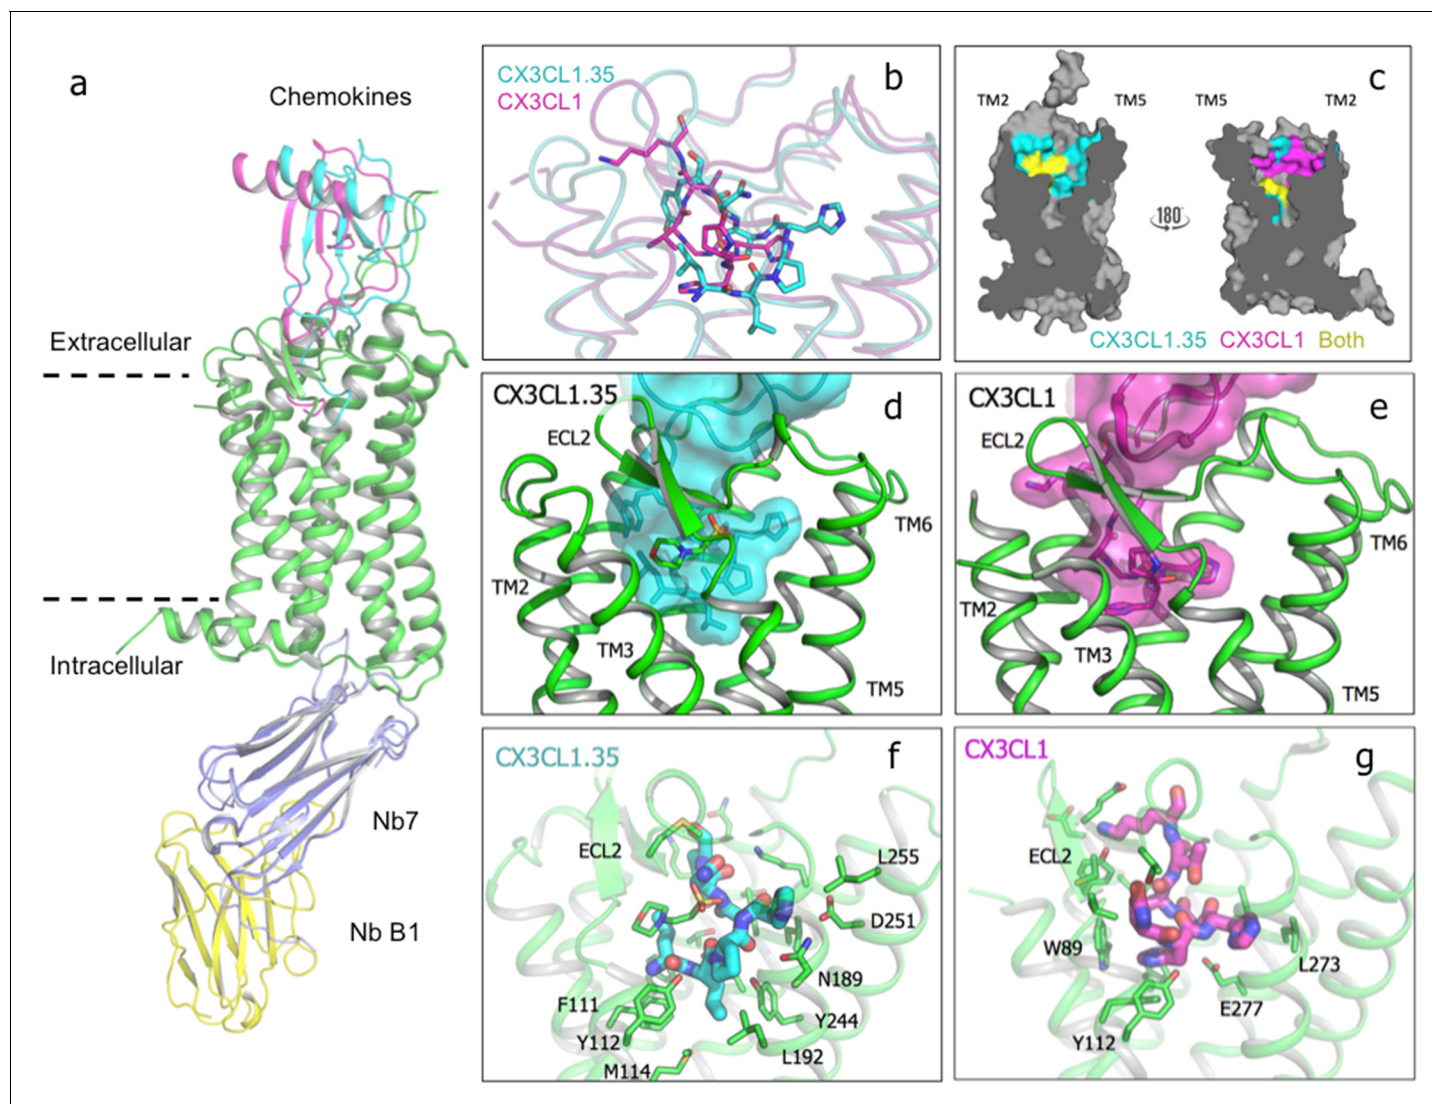 a
Chemokines
Extracellular
Intracellular
Nb7
Nb B1
b
CX3CL1.35
CX3CL1
c
TM2
TM5
TM5
TM2
180°
CX3CL1.35 CX3CL1 Both
CX3CL1.35
d
ECL2
TM6
TM2
TM3
TM5
CX3CL1
e
ECL2
TM6
TM2
TM3
TM5
CX3CL1.35
f
ECL2
L255
D251
N189
F111
Y244
Y112
L192
M114
CX3CL1
g
ECL2
W89
L273
E277
Y112